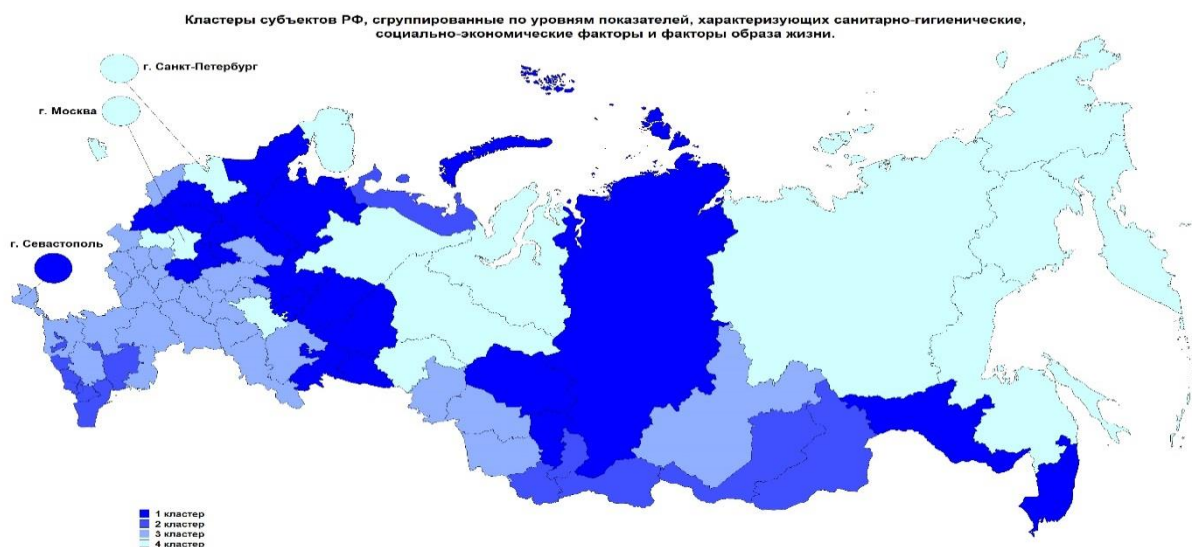 Кластеры субъектов РФ, сгруппированные по уровням показателей, характеризующих санитарно-гигиенические,
социально-экономические факторы и факторы образа жизни.
г. Санкт-Петербург
г. Москва
г. Севастополь
1 кластер
2 кластер
3 кластер
4 кластер